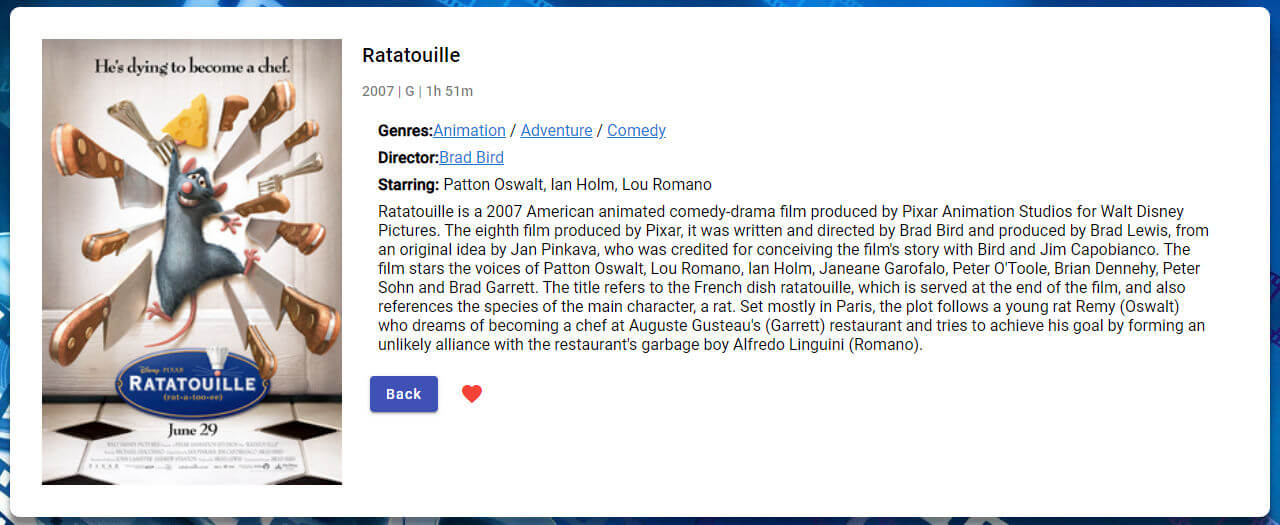 He's dying to become a chef.
Disney PIXAR
RATATOUILLE
(rat·a·too·ee)
June 29
PIXAR
Ratatouille
2007 | G | 1h 51m
Genres:Animation / Adventure / Comedy
Director:Brad Bird
Starring: Patton Oswalt, Ian Holm, Lou Romano
Ratatouille is a 2007 American animated comedy-drama film produced by Pixar Animation Studios for Walt Disney
Pictures. The eighth film produced by Pixar, it was written and directed by Brad Bird and produced by Brad Lewis, from
an original idea by Jan Pinkava, who was credited for conceiving the film's story with Bird and Jim Capobianco. The
film stars the voices of Patton Oswalt, Lou Romano, Ian Holm, Janeane Garofalo, Peter O'Toole, Brian Dennehy, Peter
Sohn and Brad Garrett. The title refers to the French dish ratatouille, which is served at the end of the film, and also
references the species of the main character, a rat. Set mostly in Paris, the plot follows a young rat Remy (Oswalt)
who dreams of becoming a chef at Auguste Gusteau's (Garrett) restaurant and tries to achieve his goal by forming an
unlikely alliance with the restaurant's garbage boy Alfredo Linguini (Romano).
Back